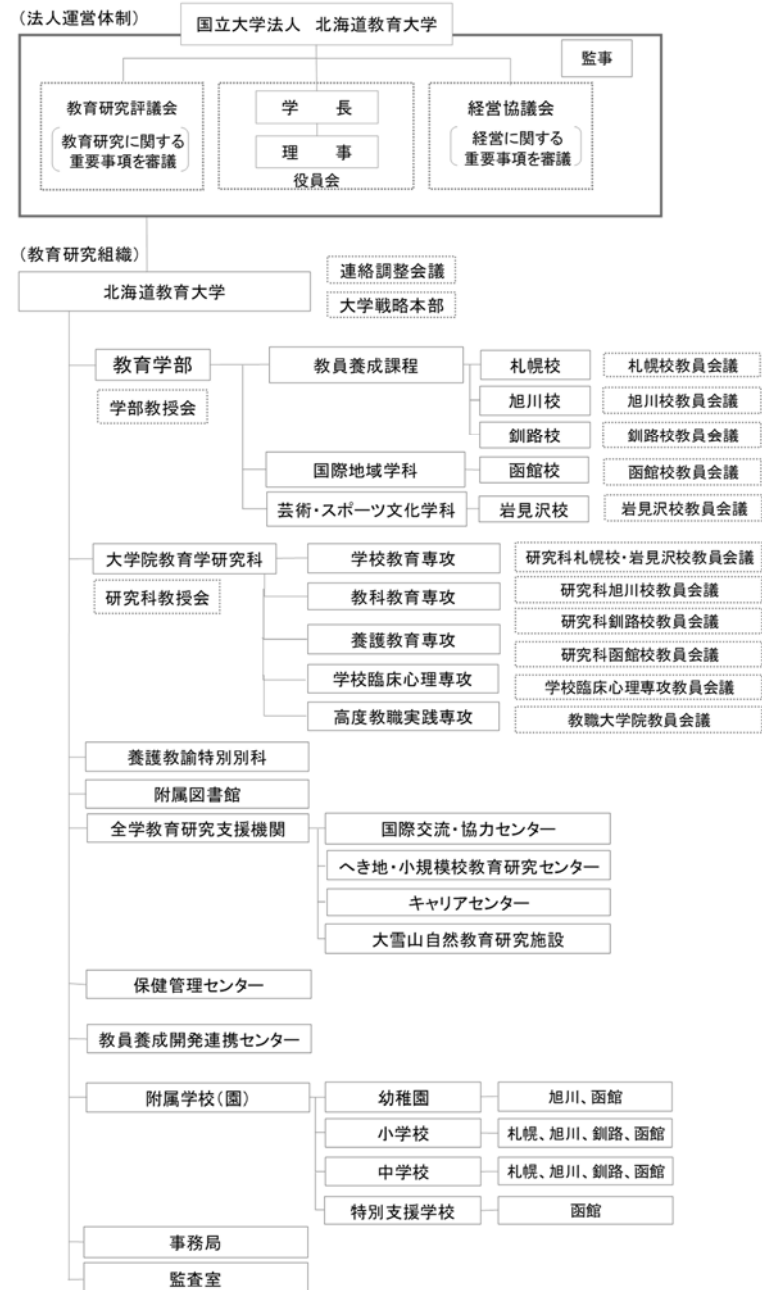 (法人運営体制)
国立大学法人 北海道教育大学
監事
教育研究評議会
教育研究に関する
重要事項を審議
学 長
理 事
役員会
経営協議会
経営に関する
重要事項を審議
(教育研究組織)
北海道教育大学
連絡調整会議
大学戦略本部
教育学部
学部教授会
教員養成課程
札幌校
札幌校教員会議
旭川校
旭川校教員会議
釧路校
釧路校教員会議
国際地域学科
函館校
函館校教員会議
芸術・スポーツ文化学科
岩見沢校
岩見沢校教員会議
大学院教育学研究科
研究科教授会
学校教育専攻
教科教育専攻
養護教育専攻
学校臨床心理専攻
高度教職実践専攻
研究科札幌校・岩見沢校教員会議
研究科旭川校教員会議
研究科釧路校教員会議
研究科函館校教員会議
学校臨床心理専攻教員会議
教職大学院教員会議
養護教諭特別別科
附属図書館
全学教育研究支援機関
国際交流・協力センター
へき地・小規模校教育研究センター
キャリアセンター
大雪山自然教育研究施設
保健管理センター
教員養成開発連携センター
附属学校(園)
幼稚園
旭川、函館
小学校
札幌、旭川、釧路、函館
中学校
札幌、旭川、釧路、函館
特別支援学校
函館
事務局
監査室